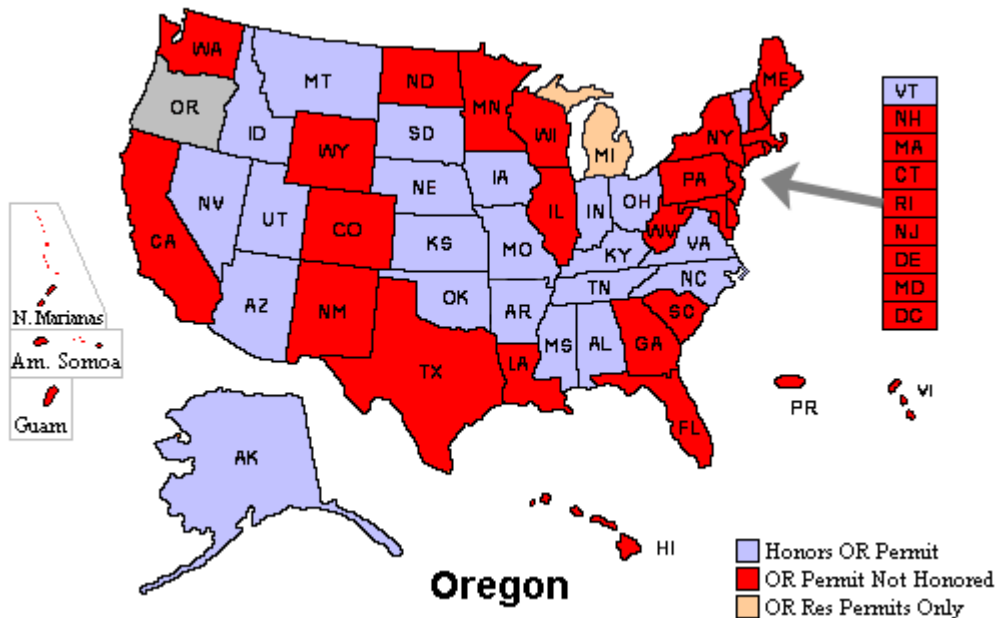 WA
MT
ND
MN
ME
OR
ID
SD
WI
MI
NY
WY
VT
NH
MA
CT
RI
NJ
DE
MD
DC
NE
IA
PA
NV
UT
IL
IN
OH
WV
CA
CO
KS
MO
KY
VA
AZ
NM
OK
AR
TN
NC
MS
AL
GA
SC
TX
LA
FL
N. Marianas
Am. Somoa
Guam
PR
VI
AK
HI
Oregon
Honors OR Permit
OR Permit Not Honored
OR Res Permits Only